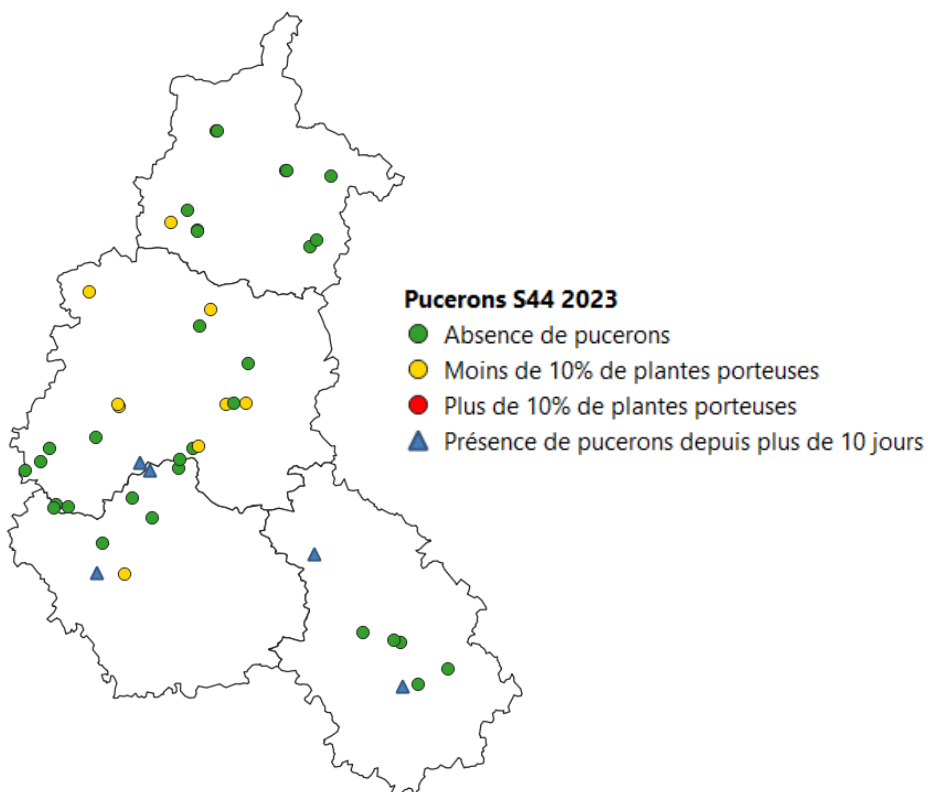 Pucerons S44 2023
Absence de pucerons
Moins de 10% de plantes porteuses
Plus de 10% de plantes porteuses
Présence de pucerons depuis plus de 10 jours